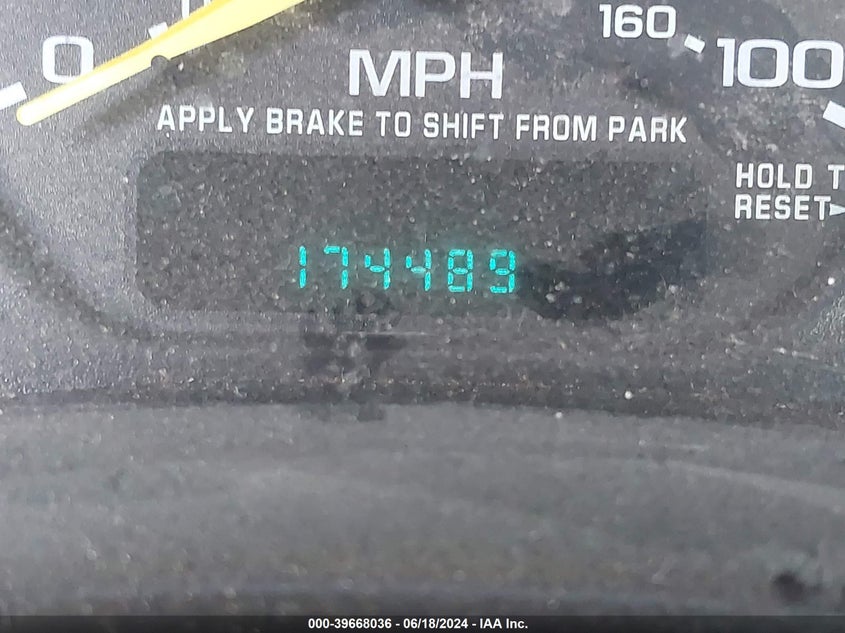 0
160
100
MPH
APPLY BRAKE TO SHIFT FROM PARK
HOLD T
RESET
174489
000-39668036 - 06/18/2024 - IAA Inc.